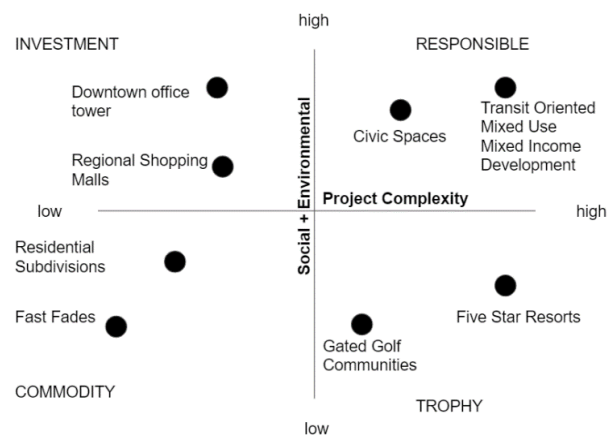 high
INVESTMENT
RESPONSIBLE
Downtown office
tower
Civic Spaces
Transit Oriented
Mixed Use
Mixed Income
Development
Regional Shopping
Malls
Social + Environmental
Project Complexity
low
high
Residential
Subdivisions
Fast Fades
Five Star Resorts
Gated Golf
Communities
COMMODITY
TROPHY
low